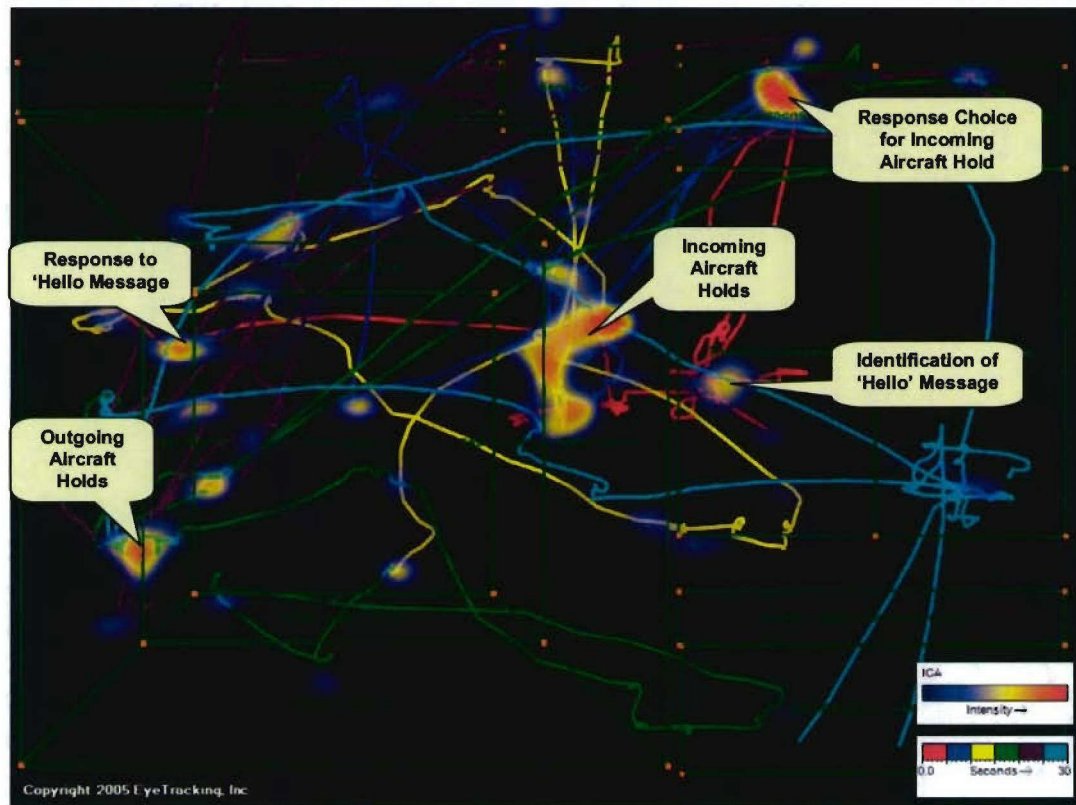 Response Choice
for Incoming
Aircraft Hold
Response to
‘Hello Message
Incoming
Aircraft
Holds
Identification of
‘Hello’ Message
Outgoing
Aircraft
Holds
ICA
Intensity→
0.0 Seconds→ 30
Copyright 2005 EyeTracking, Inc